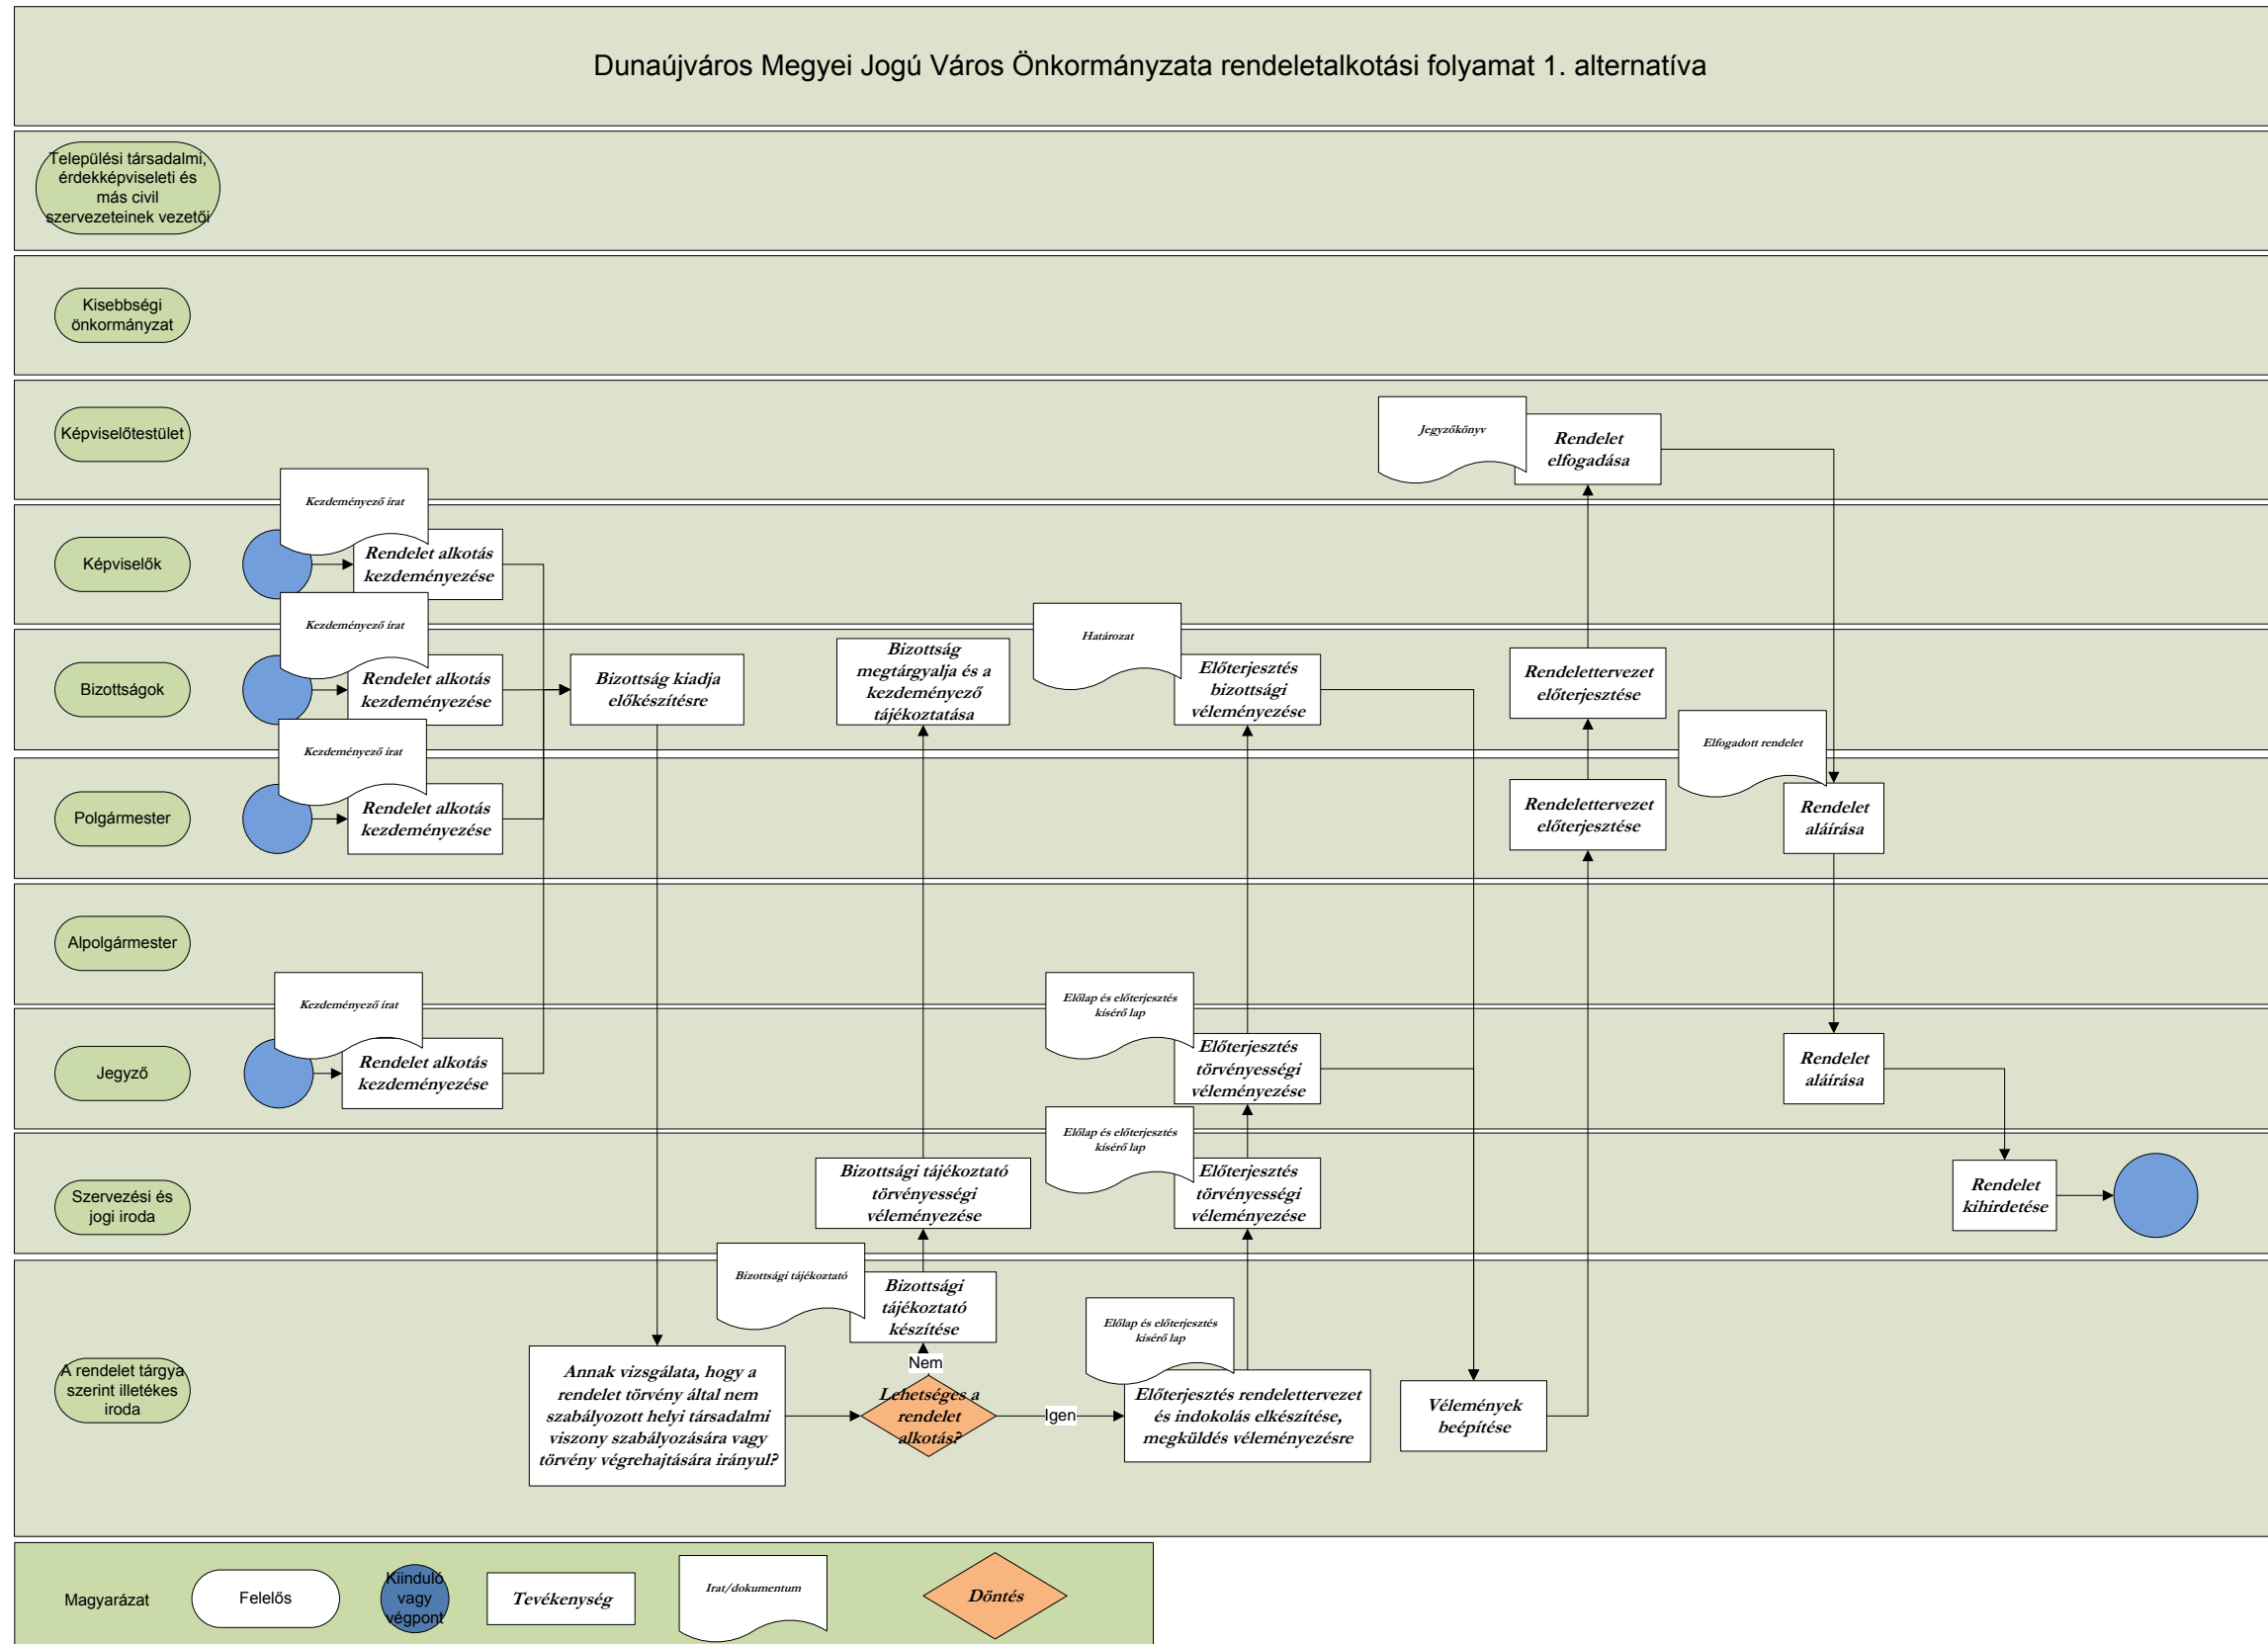 Dunaújváros Megyei Jogú Város Önkormányzata rendeletalkotási folyamat 1. alternatíva
Települési társadalmi,
érdekképviseleti és
más civil
szervezeteinek vezetői
Kisebbségi
önkormányzat
Képviselőtestület
Jegyzőkönyv
Rendelet
elfogadása
Képviselők
Kezdeményező irat
Rendelet alkotás
kezdeményezése
Bizottságok
Kezdeményező irat
Rendelet alkotás
kezdeményezése
Bizottság kiadja
előkészítésre
Bizottság
megtárgyalja és a
kezdeményező
tájékoztatása
Határozat
Előterjesztés
bizottsági
véleményezése
Rendelettervezet
előterjesztése
Polgármester
Kezdeményező irat
Rendelet alkotás
kezdeményezése
Rendelettervezet
előterjesztése
Elfogadott rendelet
Rendelet
aláírása
Alpolgármester
Jegyző
Kezdeményező irat
Rendelet alkotás
kezdeményezése
Előlap és előterjesztés
kísérő lap
Előterjesztés
törvényességi
véleményezése
Rendelet
aláírása
Szervezési és
jogi iroda
Bizottsági tájékoztató
törvényességi
véleményezése
Előlap és előterjesztés
kísérő lap
Előterjesztés
törvényességi
véleményezése
Rendelet
kihirdetése
A rendelet tárgya
szerint illetékes
iroda
Annak vizsgálata, hogy a
rendelet törvény által nem
szabályozott helyi társadalmi
viszony szabályozására vagy
törvény végrehajtására irányul?
Bizottsági tájékoztató
Bizottsági
tájékoztató
készítése
Nem
Lehetséges a
rendelet
alkotás?
Igen
Előlap és előterjesztés
kísérő lap
Előterjesztés rendelettervezet
és indokolás elkészítése,
megküldés véleményezésre
Vélemények
beépítése
Magyarázat
Felelős
Kiinduló
vagy
végpont
Tevékenység
Irat/dokumentum
Döntés